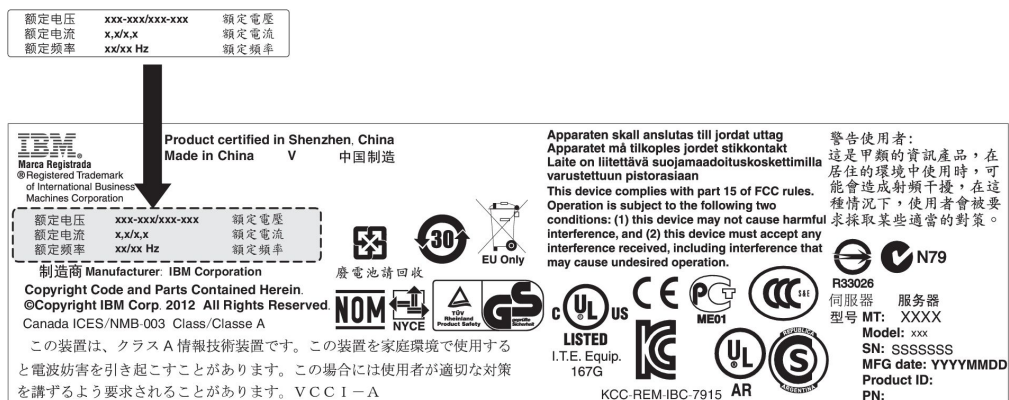 额定电压 xxx-xxx/xxx-xxx 額定電壓
额定电流 x,x/x,x 額定電流
额定频率 xx/xx Hz 額定頻率
IBM®
Marca Registrada
® Registered Trademark
of International Business
Machines Corporation
Product certified in Shenzhen, China
Made in China V 中国制造
额定电压 xxx-xxx/xxx-xxx 額定電壓
额定电流 x,x/x,x 額定電流
额定频率 xx/xx Hz 額定頻率
制造商 Manufacturer: IBM Corporation
Copyright Code and Parts Contained Herein.
©Copyright IBM Corp. 2012 All Rights Reserved.
Canada ICES/NMB-003 Class/Classe A
この装置は、クラスA情報技術装置です。この装置を家庭環境で使用する
と電波妨害を引き起こすことがあります。この場合には使用者が適切な対策
を講ずるよう要求されることがあります。VCCI-A
廢電池請回收
30
EU Only
NOM
NYCE
TÜV
Rheinland
Product Safety
GS
geprüfte
Sicherheit
Apparaten skall anslutas till jordat uttag
Apparatet må tilkoples jordet stikkontakt
Laite on liitettävä suojamaadoituskoskettimilla
varustettuun pistorasiaan
This device complies with part 15 of FCC rules.
Operation is subject to the following two
conditions: (1) this device may not cause harmful
interference, and (2) this device must accept any
interference received, including interference that
may cause undesired operation.
c UL US
LISTED
I.T.E. Equip.
167G
CE
PCT
ME01
CCC S&E
KC
KCC-REM-IBC-7915
UL
AR
REPUBLICA
S
ARGENTINA
警告使用者:
這是甲類的資訊產品，在
居住的環境中使用時，可
能會造成射頻干擾，在這
種情況下，使用者會被要
求採取某些適當的對策。
R33026
N79
伺服器 服务器
型号 MT: XXXX
Model: xxx
SN: SSSSSSS
MFG date: YYYYMMDD
Product ID:
PN: